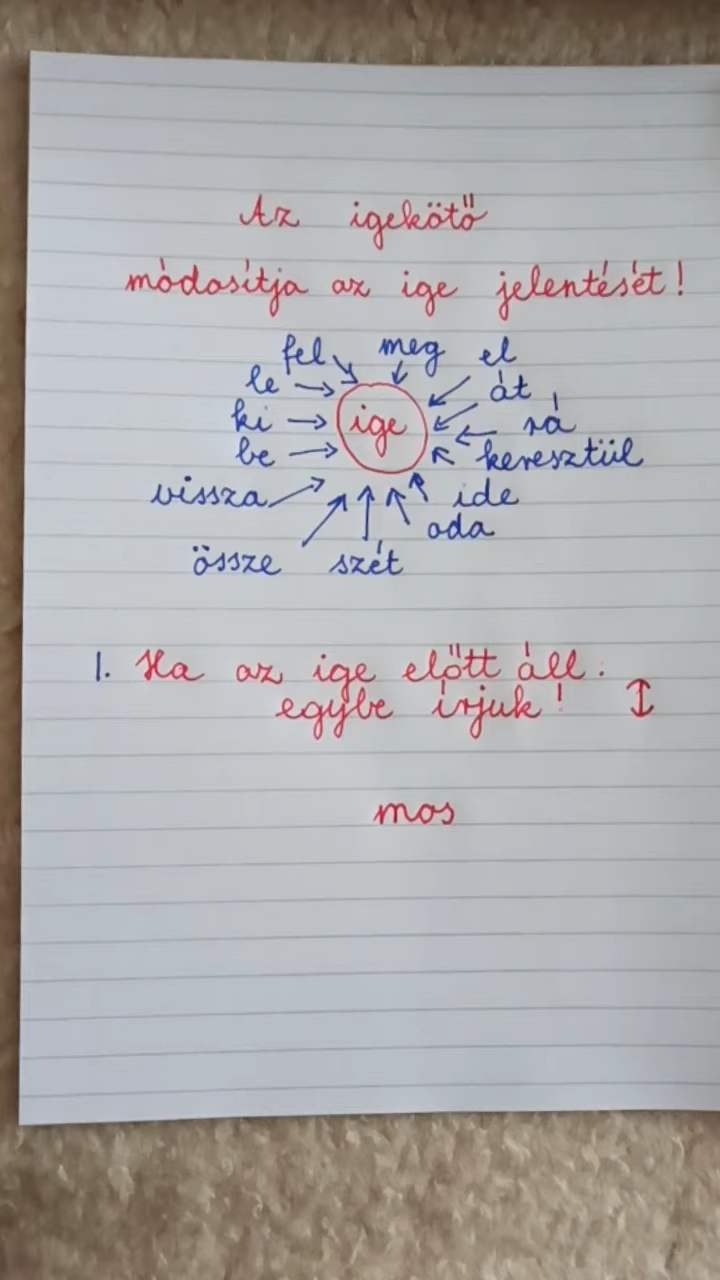 Az igekötő
módosítja az ige jelentését!
fel meg el
le át
ki ige rá
be keresztül
vissza ide
oda
össze szét
1. Ha az ige előtt áll:
egybe írjuk!
mos